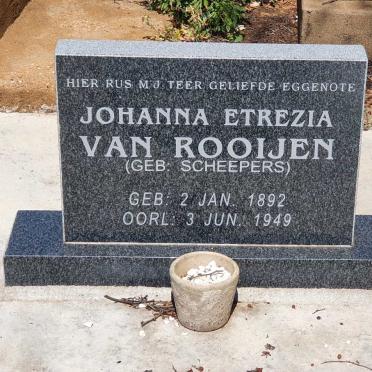 HIER RUS MJ TEER GELIEFDE EGGENOTE
JOHANNA ETREZIA
VAN ROOIJEN
(GEB: SCHEEPERS)
GEB: 2 JAN. 1892
OORL: 3 JUN. 1949